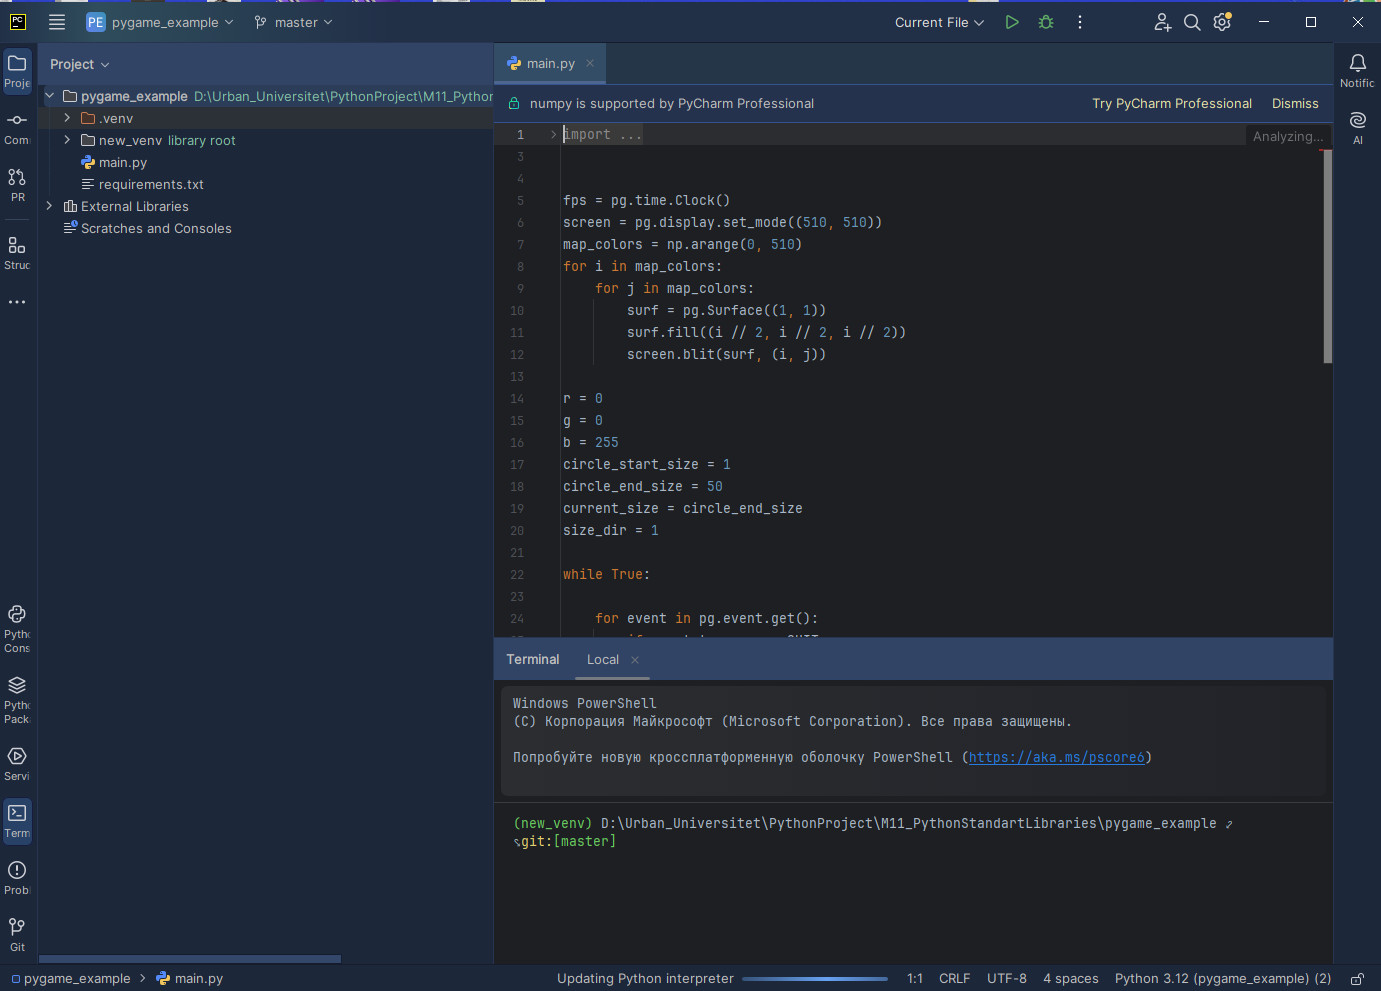 PC
PE pygame_example
master
Current File
Proje
Com
PR
Struc
Pytho
Cons
Pytho
Pack
Servi
Term
Probl
Git
Project
pygame_example D:\Urban_Universitet\PythonProject\M11_Python
.venv
new_venv library root
main.py
requirements.txt
External Libraries
Scratches and Consoles
main.py
numpy is supported by PyCharm Professional
Try PyCharm Professional
Dismiss
Notific
AI
Analyzing...
1 import ...
3
4
5 fps = pg.time.Clock()
6 screen = pg.display.set_mode((510, 510))
7 map_colors = np.arange(0, 510)
8 for i in map_colors:
9 for j in map_colors:
10 surf = pg.Surface((1, 1))
11 surf.fill((i // 2, i // 2, i // 2))
12 screen.blit(surf, (i, j))
13
14 r = 0
15 g = 0
16 b = 255
17 circle_start_size = 1
18 circle_end_size = 50
19 current_size = circle_end_size
20 size_dir = 1
21
22 while True:
23
24 for event in pg.event.get():
Terminal
Local
Windows PowerShell
(C) Корпорация Майкрософт (Microsoft Corporation). Все права защищены.
Попробуйте новую кроссплатформенную оболочку PowerShell (https://aka.ms/pscore6)
(new_venv) D:\Urban_Universitet\PythonProject\M11_PythonStandartLibraries\pygame_example
git:[master]
pygame_example > main.py
Updating Python interpreter
1:1
CRLF
UTF-8
4 spaces
Python 3.12 (pygame_example) (2)